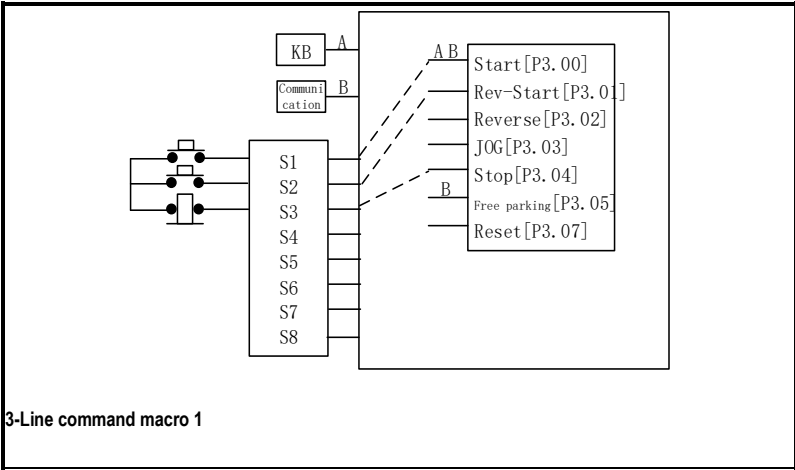 KB
A
Communi
cation
B
S1
S2
S3
S4
S5
S6
S7
S8
A B
Start[P3.00]
Rev-Start[P3.01]
Reverse[P3.02]
JOG[P3.03]
Stop[P3.04]
B
Free parking[P3.05]
Reset[P3.07]
3-Line command macro 1